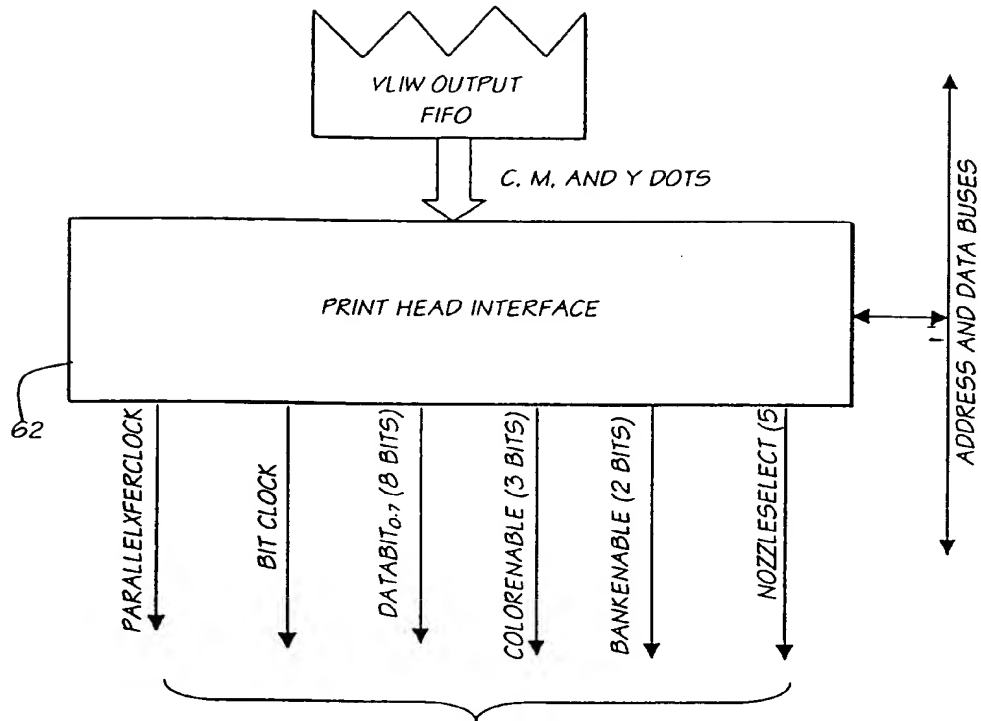 VLIW OUTPUT
FIFO
C, M, AND Y DOTS
PRINT HEAD INTERFACE
ADDRESS AND DATA BUSES
62
PARALLELXFERCLOCK
BIT CLOCK
DATABIT0-7 (8 BITS)
COLORENABLE (3 BITS)
BANKENABLE (2 BITS)
NOZZLESELECT (5